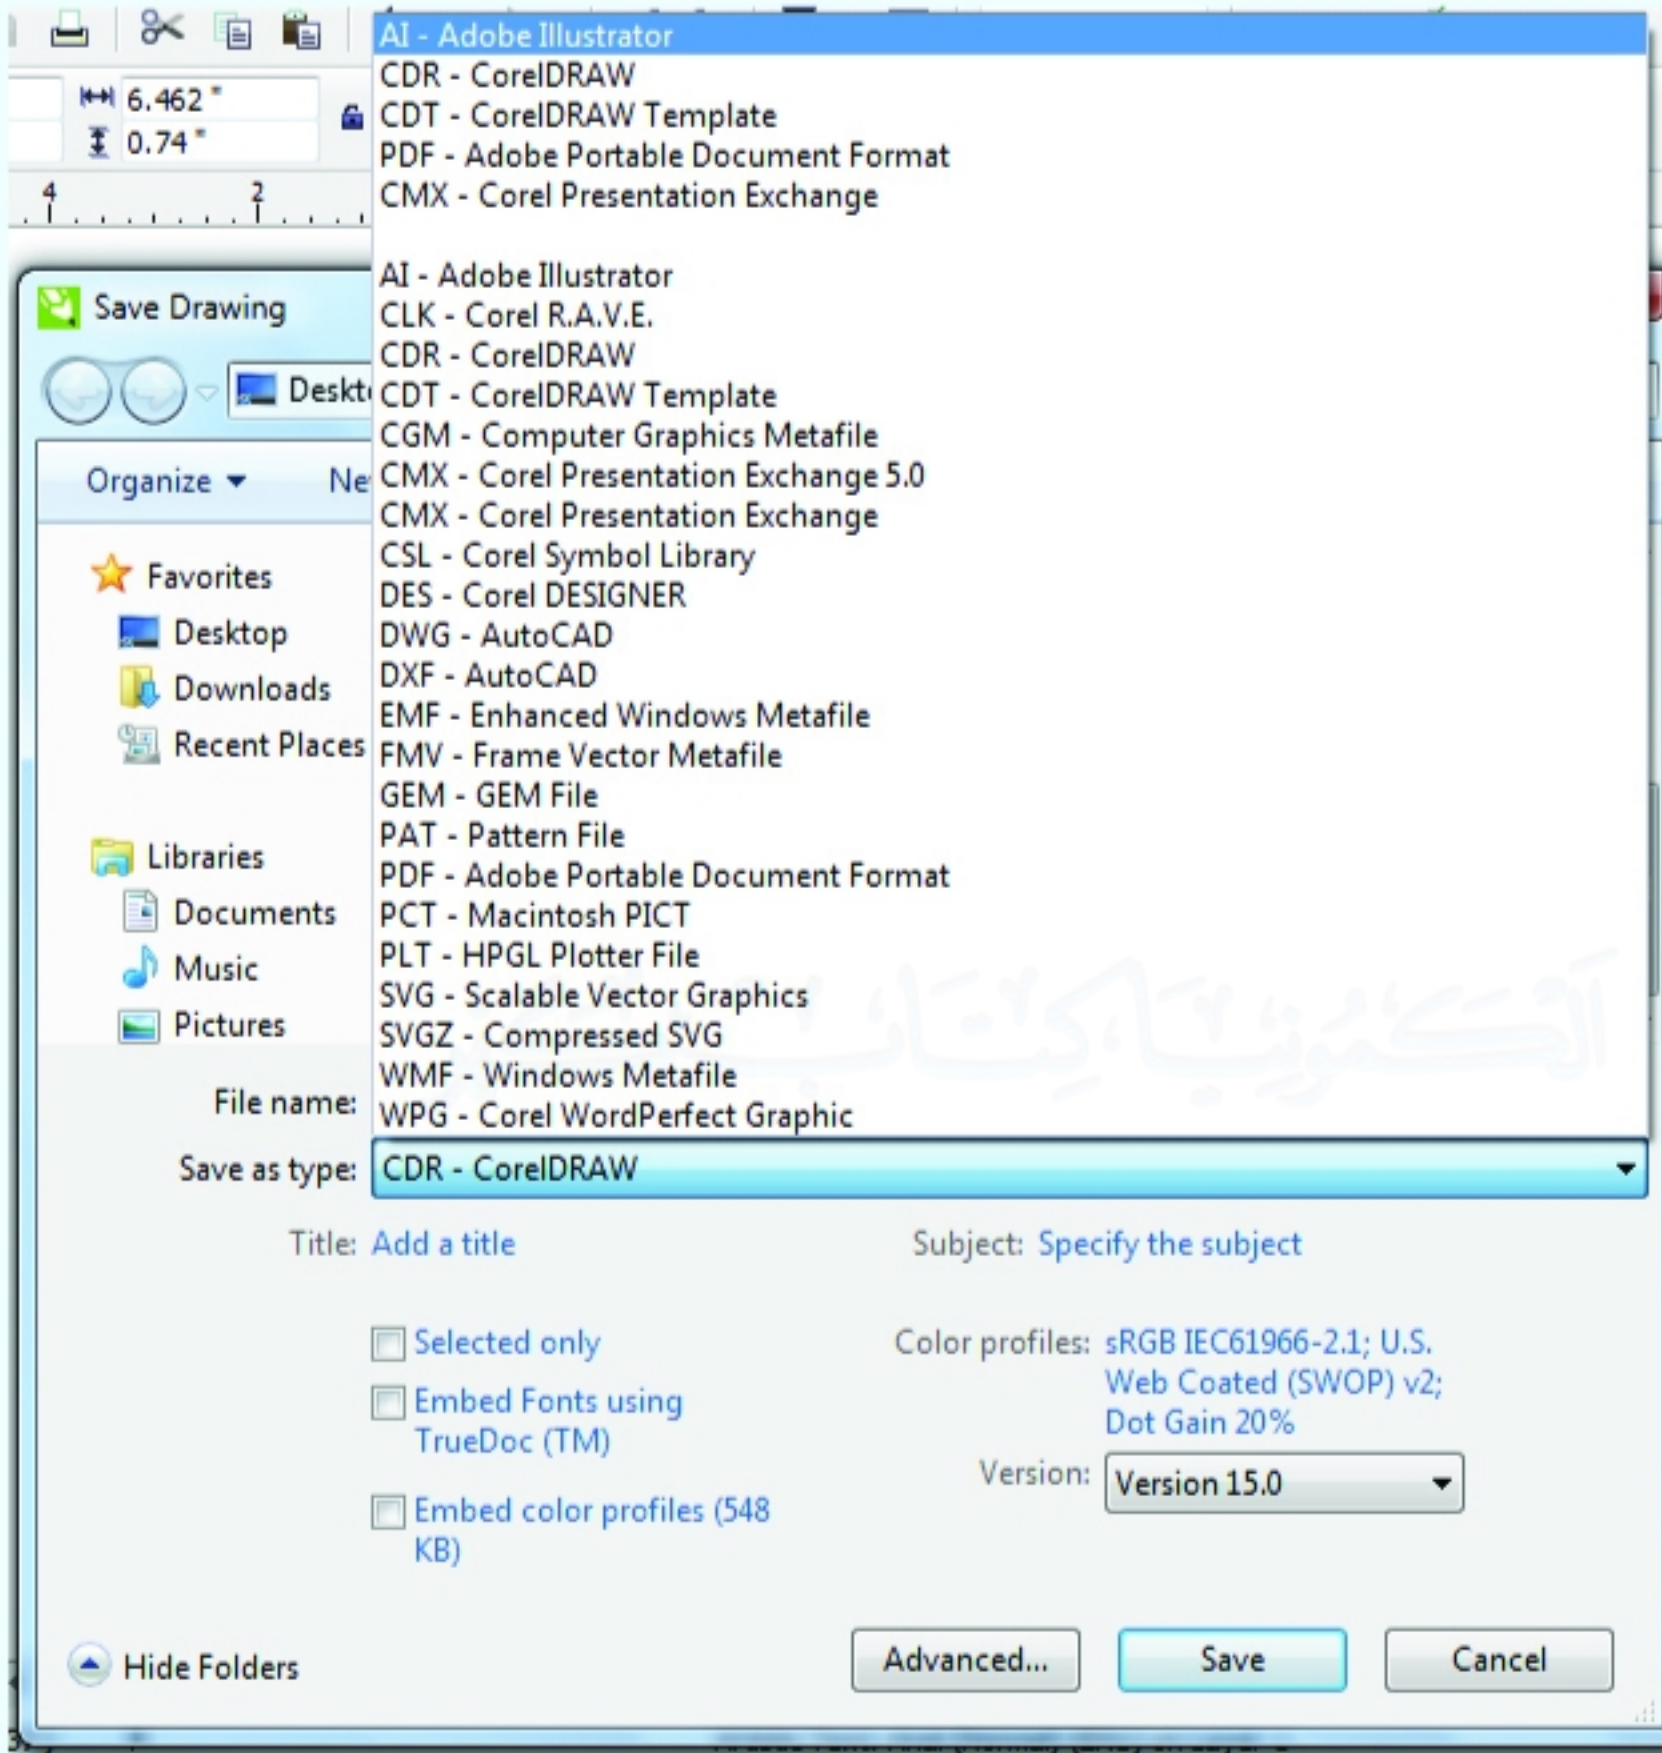 AI - Adobe Illustrator
CDR - CorelDRAW
6.462 "
CDT - CorelDRAW Template
0.74 "
PDF - Adobe Portable Document Format
CMX - Corel Presentation Exchange
4 2
AI - Adobe Illustrator
Save Drawing
CLK - Corel R.A.V.E.
CDR - CorelDRAW
CDT - CorelDRAW Template
CGM - Computer Graphics Metafile
Organize
CMX - Corel Presentation Exchange 5.0
CMX - Corel Presentation Exchange
CSL - Corel Symbol Library
Favorites
DES - Corel DESIGNER
Desktop
DWG - AutoCAD
Downloads
DXF - AutoCAD
EMF - Enhanced Windows Metafile
Recent Places
FMV - Frame Vector Metafile
GEM - GEM File
PAT - Pattern File
Libraries
PDF - Adobe Portable Document Format
Documents
PCT - Macintosh PICT
Music
PLT - HPGL Plotter File
SVG - Scalable Vector Graphics
Pictures
SVGZ - Compressed SVG
WMF - Windows Metafile
File name:
WPG - Corel WordPerfect Graphic
Save as type: CDR - CorelDRAW
Title: Add a title Subject: Specify the subject
Selected only Color profiles: sRGB IEC61966-2.1; U.S.
Web Coated (SWOP) v2;
Embed Fonts using
Dot Gain 20%
TrueDoc (TM)
Version: Version 15.0
Embed color profiles (548
KB)
Advanced... Save Cancel
Hide Folders